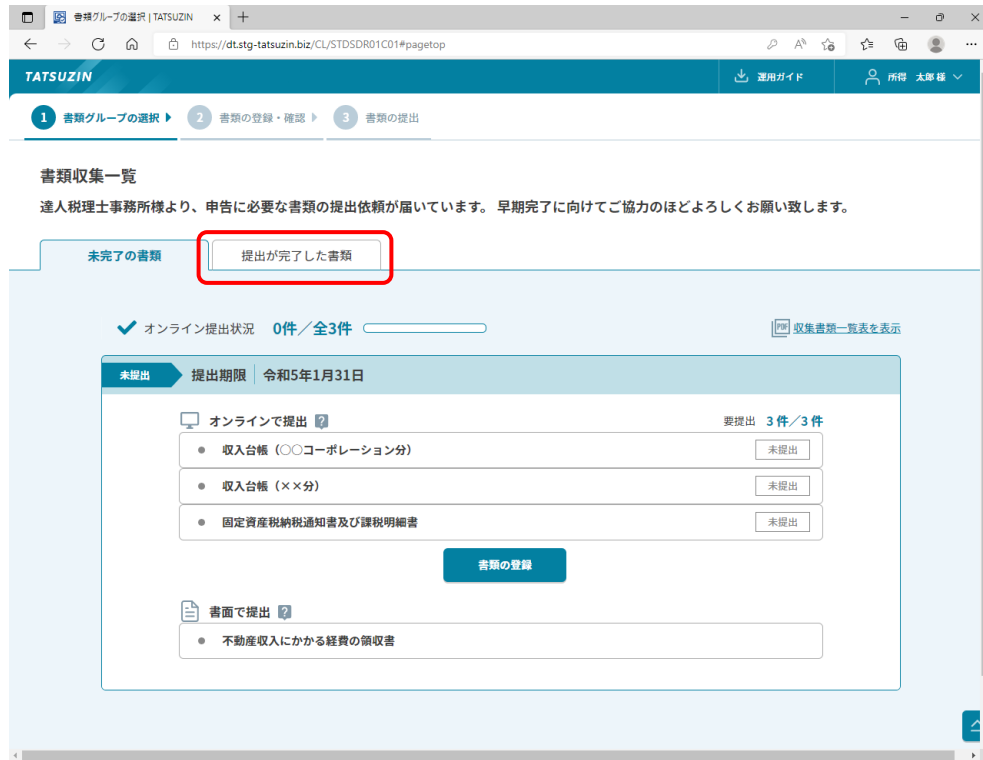 書類グループの選択 | TATSUZIN
https://dt.stg-tatsuzin.biz/CL/STDSDR01C01#pagetop
TATSUZIN
運用ガイド
所得 太郎 様
1 書類グループの選択
2 書類の登録・確認
3 書類の提出
書類収集一覧
達人税理士事務所様より、申告に必要な書類の提出依頼が届いています。 早期完了に向けてご協力のほどよろしくお願い致します。
未完了の書類
提出が完了した書類
オンライン提出状況 0件／全3件
PDF 収集書類一覧表を表示
未提出 提出期限 令和5年1月31日
オンラインで提出 ?
要提出 3件／3件
収入台帳（○○コーポレーション分） 未提出
収入台帳（××分） 未提出
固定資産税納税通知書及び課税明細書 未提出
書類の登録
書面で提出 ?
不動産収入にかかる経費の領収書